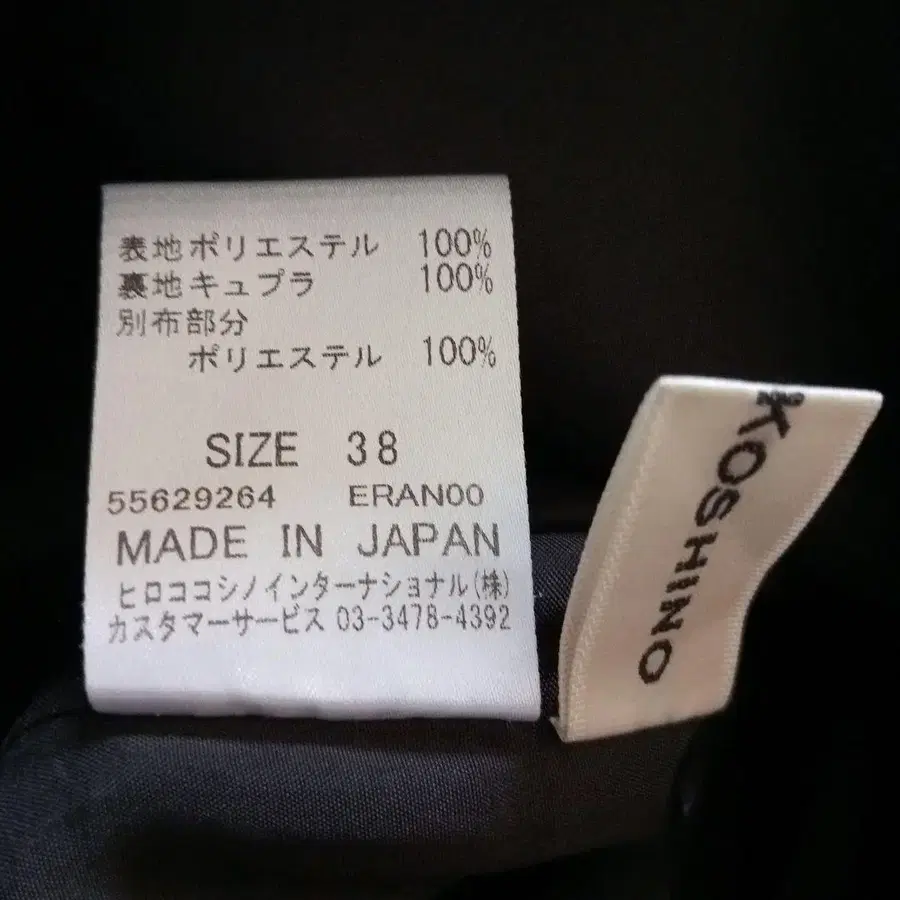 表地ポリエステル 100%
裏地キュプラ 100%
別布部分
ポリエステル 100%
SIZE 38
55629264 ERAN00
MADE IN JAPAN
ヒロココシノインターナショナル(株)
カスタマーサービス 03-3478-4392
KOSHINO